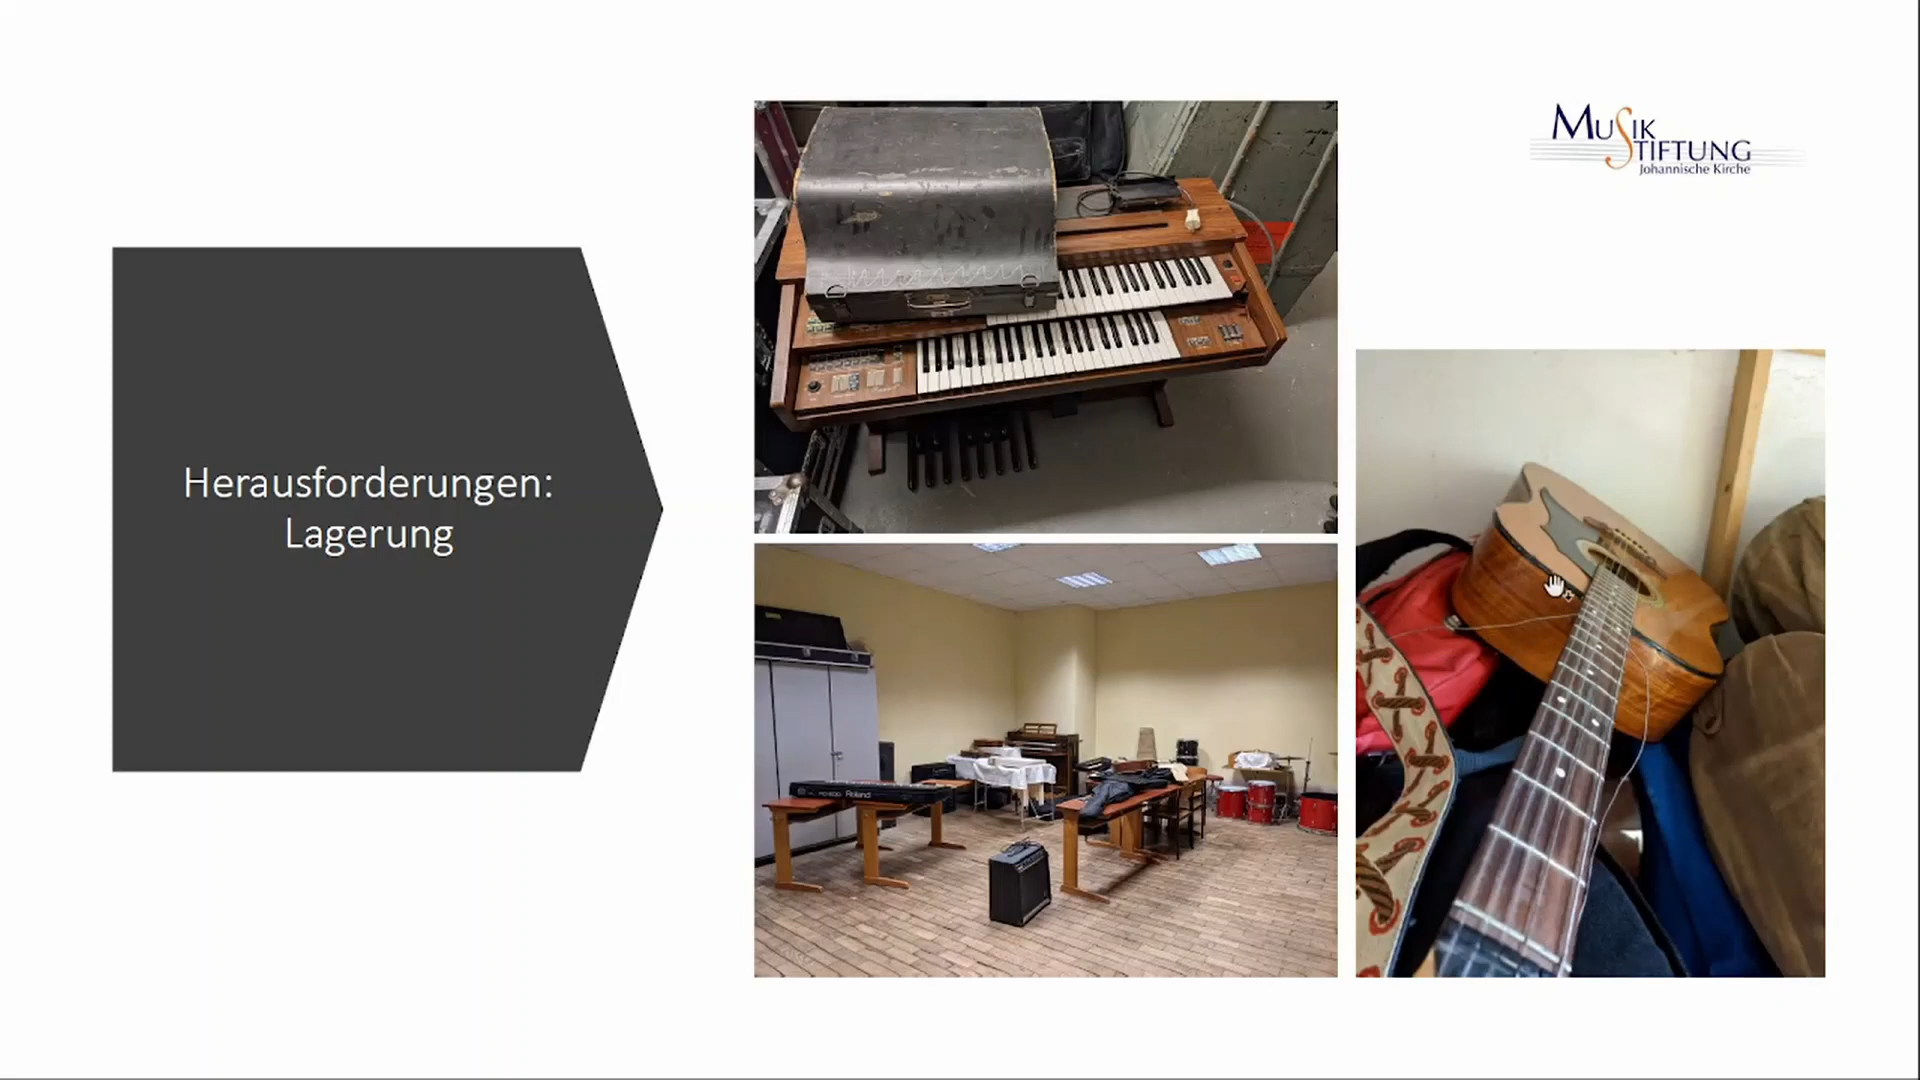 Herausforderungen:
Lagerung
MUSIK
STIFTUNG
Johannische Kirche
Roland